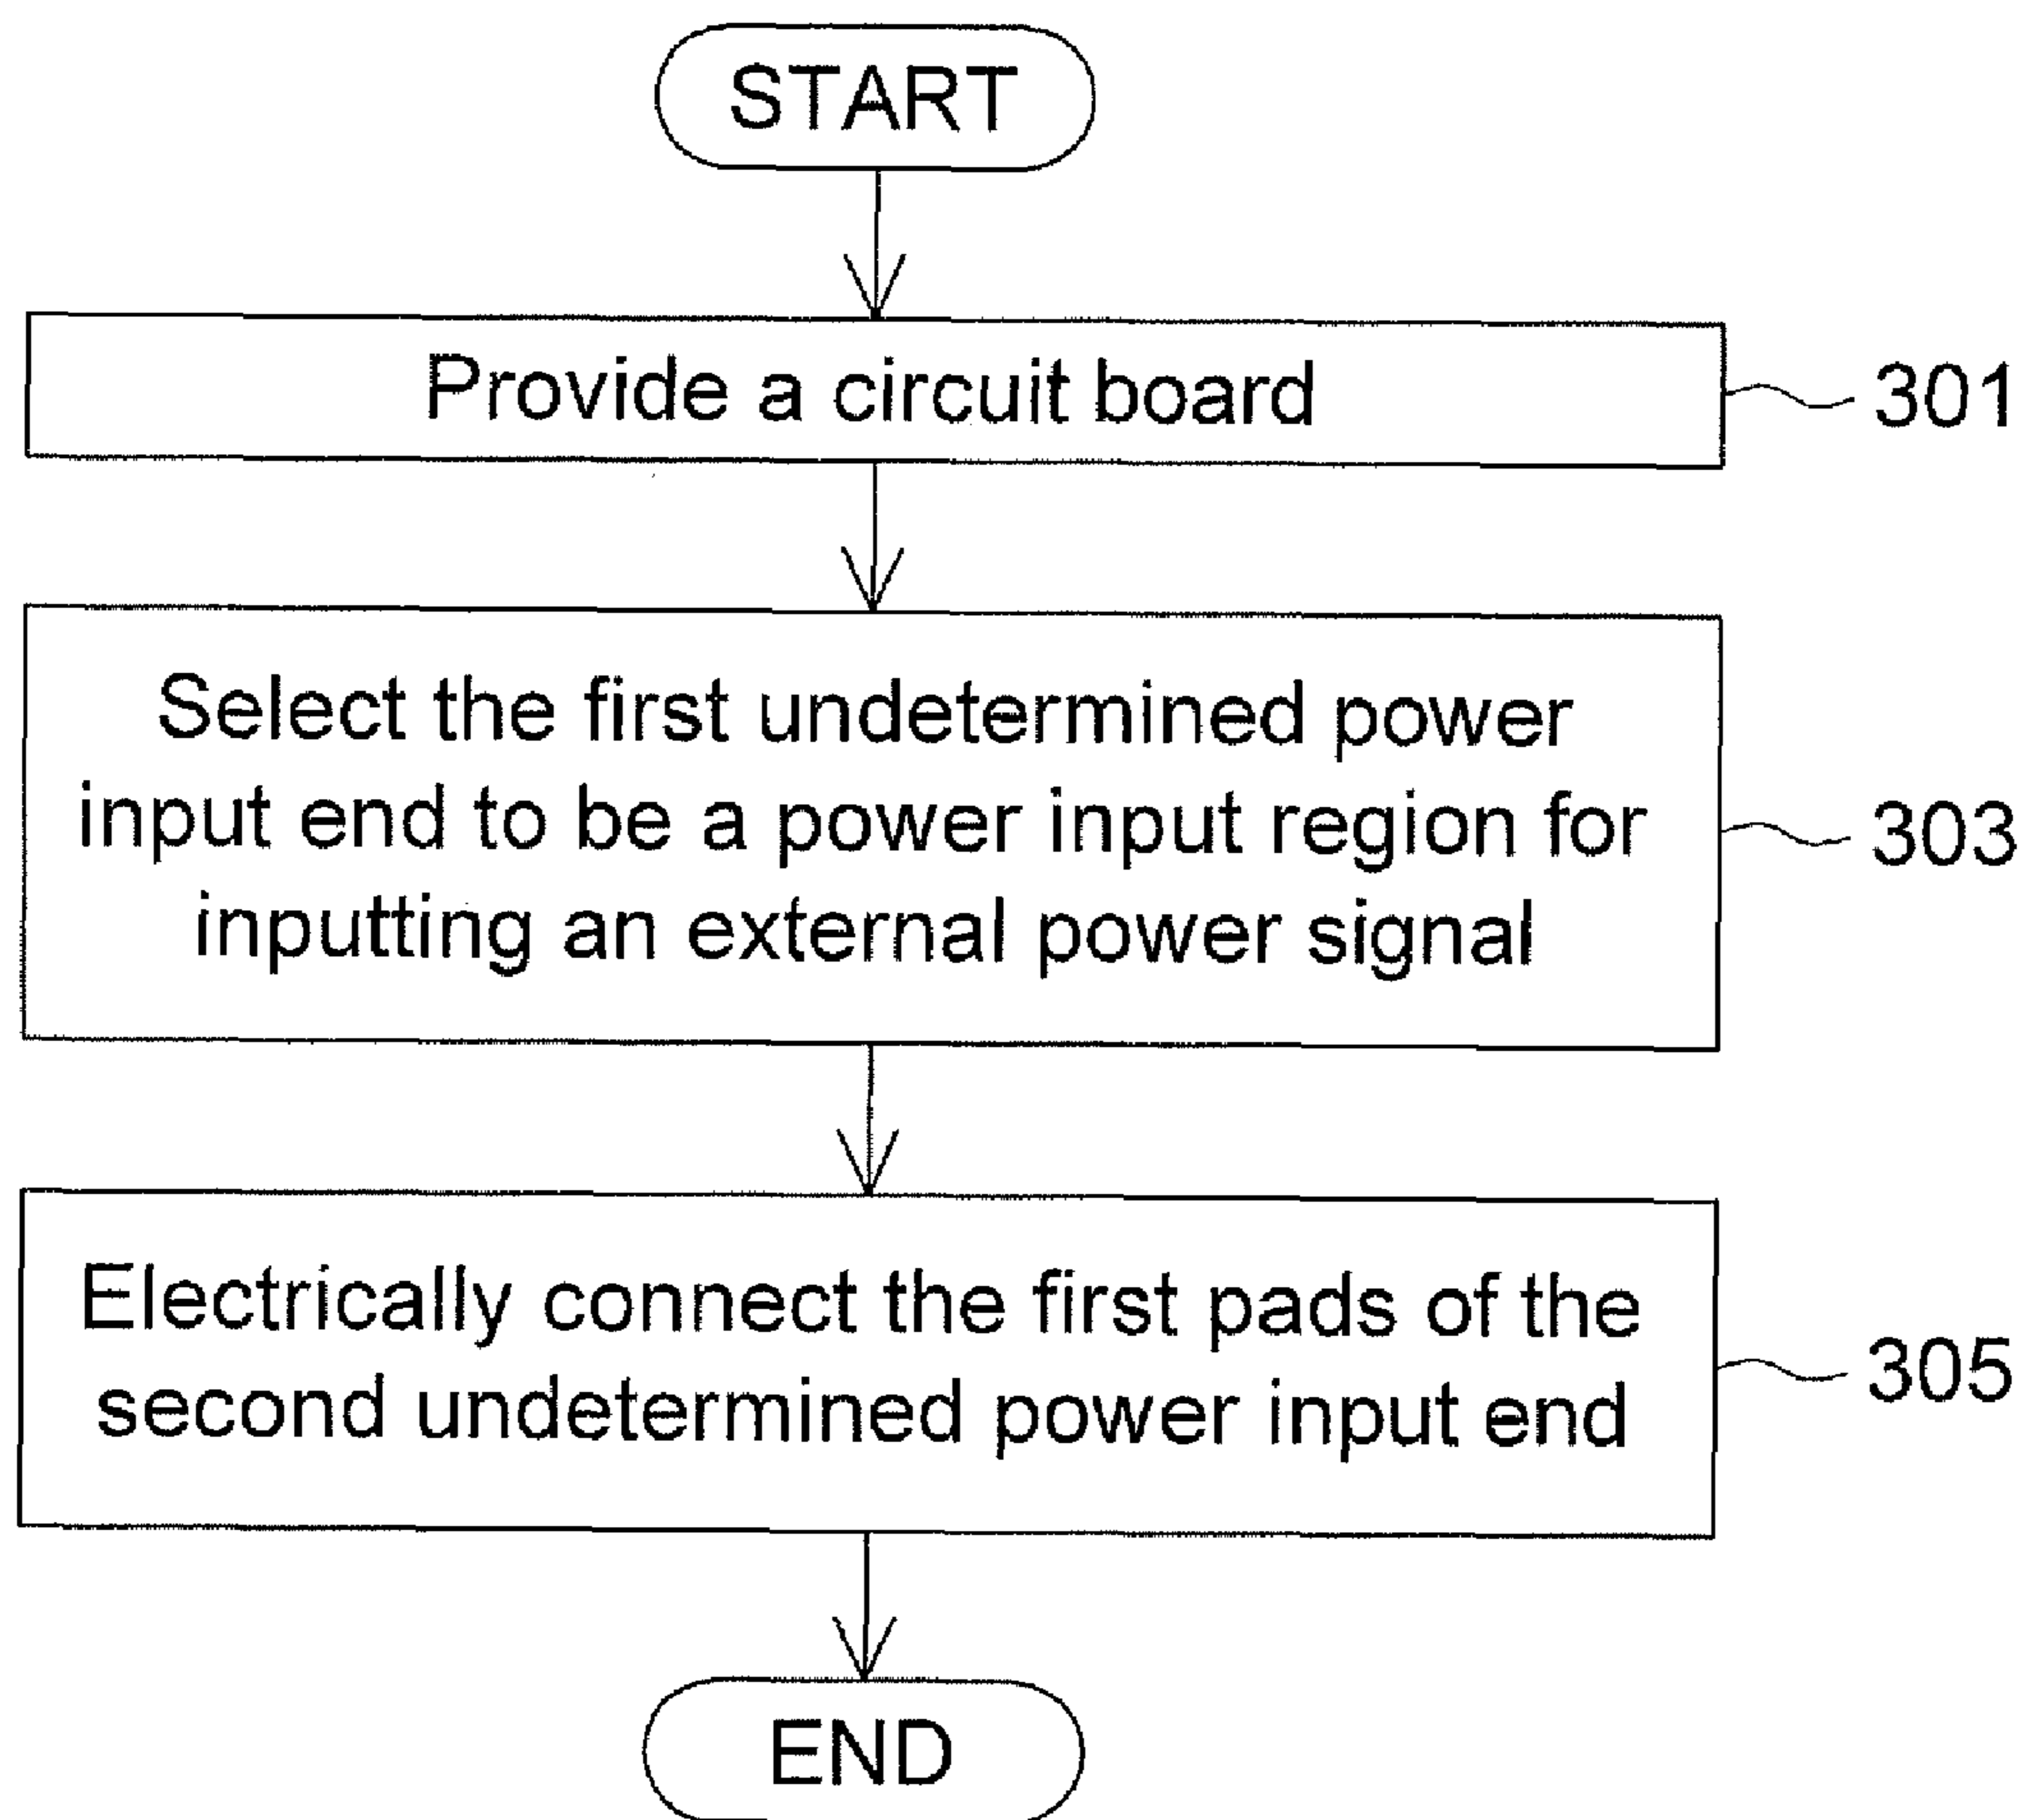 START
Provide a circuit board
301
Select the first undetermined power
input end to be a power input region for
inputting an external power signal
303
Electrically connect the first pads of the
second undetermined power input end
305
END